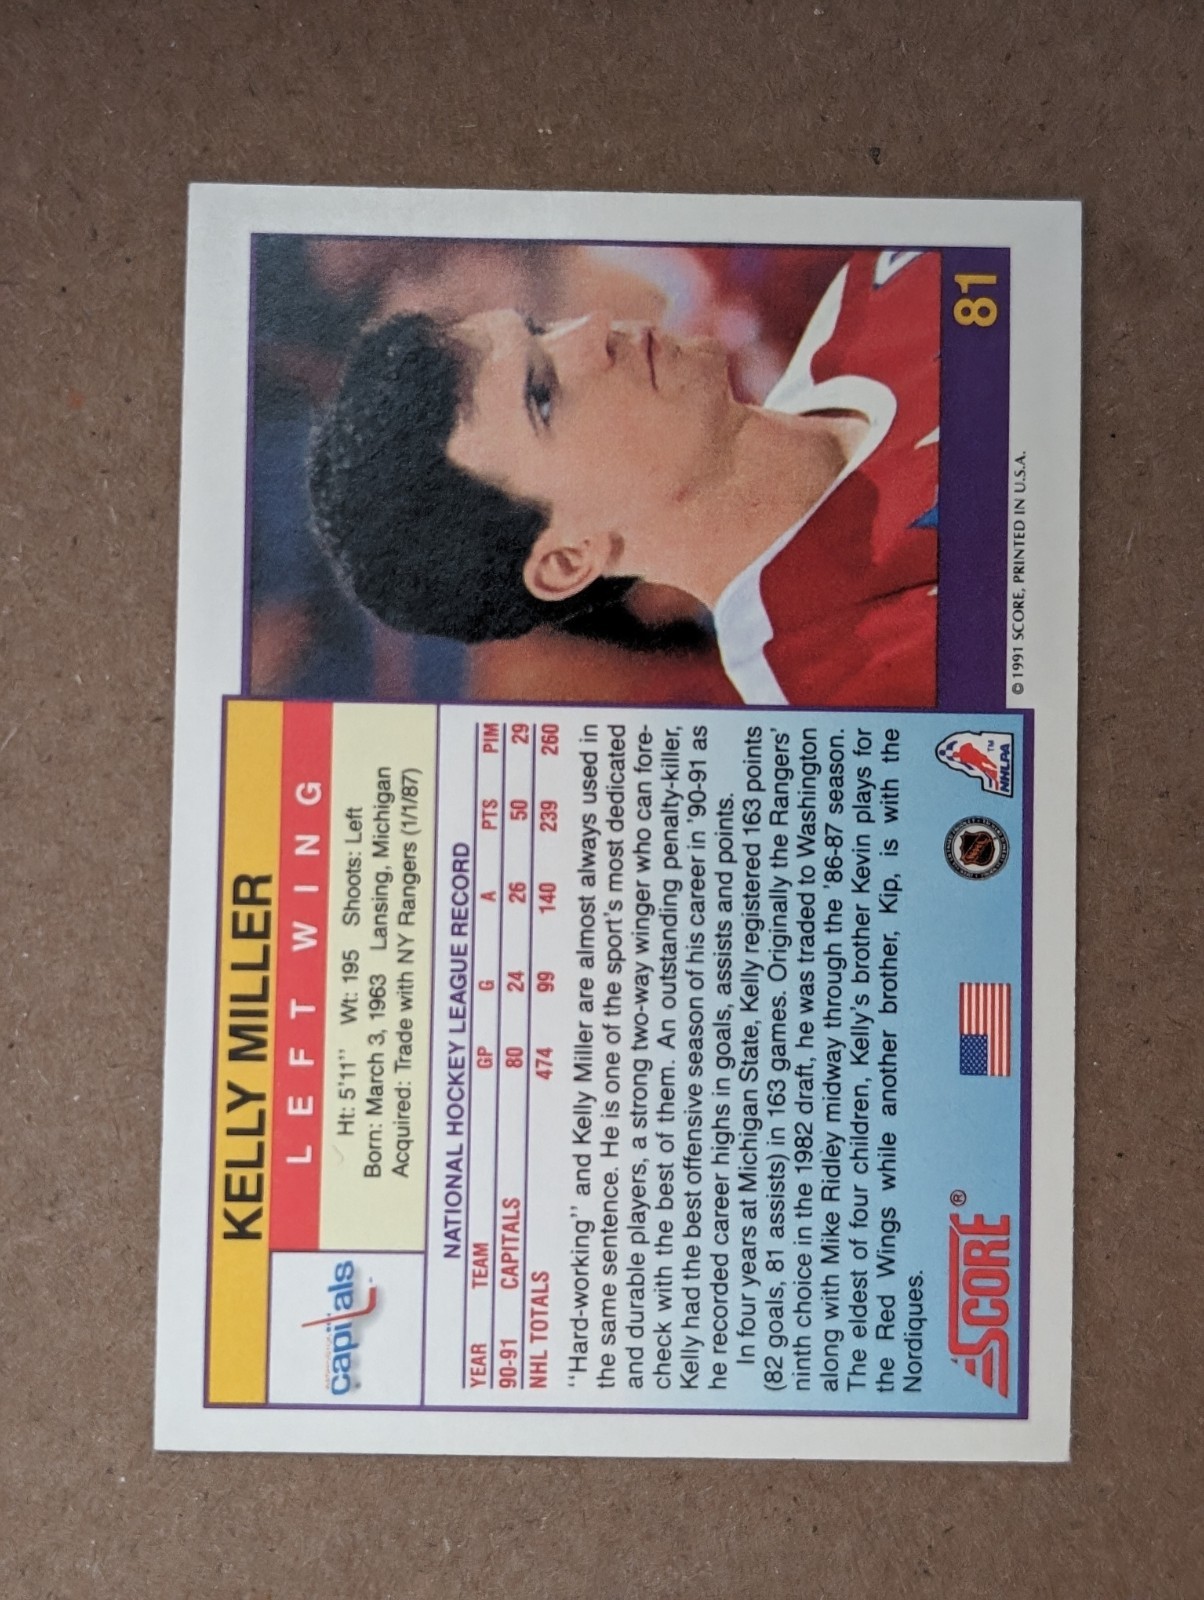 KELLY MILLER
LEFT WING
capitals
Ht: 5'11" Wt: 195 Shoots: Left
Born: March 3, 1963 Lansing, Michigan
Acquired: Trade with NY Rangers (1/1/87)
NATIONAL HOCKEY LEAGUE RECORD
YEAR TEAM GP G A PTS PIM
90-91 CAPITALS 80 24 26 50 29
NHL TOTALS 474 99 140 239 260
"Hard-working" and Kelly Miller are almost always used in
the same sentence. He is one of the sport's most dedicated
and durable players, a strong two-way winger who can fore-
check with the best of them. An outstanding penalty-killer,
Kelly had the best offensive season of his career in '90-91 as
he recorded career highs in goals, assists and points.
In four years at Michigan State, Kelly registered 163 points
(82 goals, 81 assists) in 163 games. Originally the Rangers'
ninth choice in the 1982 draft, he was traded to Washington
along with Mike Ridley midway through the '86-87 season.
The eldest of four children, Kelly's brother Kevin plays for
the Red Wings while another brother, Kip, is with the
Nordiques.
SCORE®
NHL
NHLPA TM
81
© 1991 SCORE, PRINTED IN U.S.A.